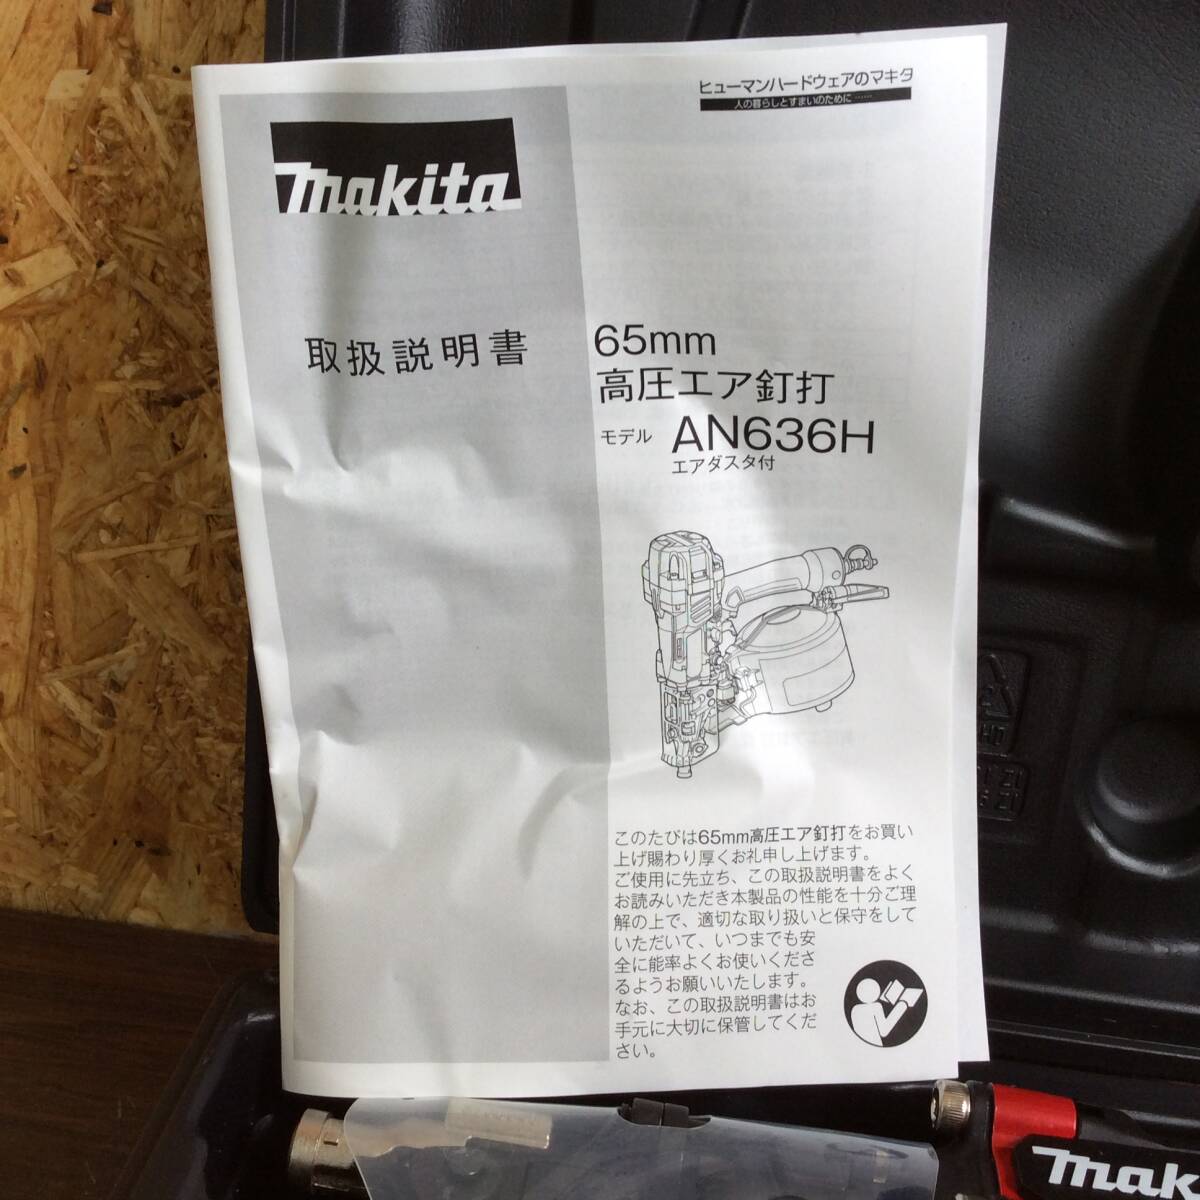 ヒューマンハードウェアのマキタ
人の暮らしとすまいのために……
makita
取扱説明書
65mm
高圧エア釘打
モデル AN636H
エアダスタ付
このたびは65mm高圧エア釘打をお買い
上げ賜わり厚くお礼申し上げます。
ご使用に先立ち、この取扱説明書をよく
お読みいただき本製品の性能を十分ご理
解の上で、適切な取り扱いと保守をして
いただいて、いつまでも安
全に能率よくお使いくださ
るようお願いいたします。
なお、この取扱説明書はお
手元に大切に保管してくだ
さい。
mak